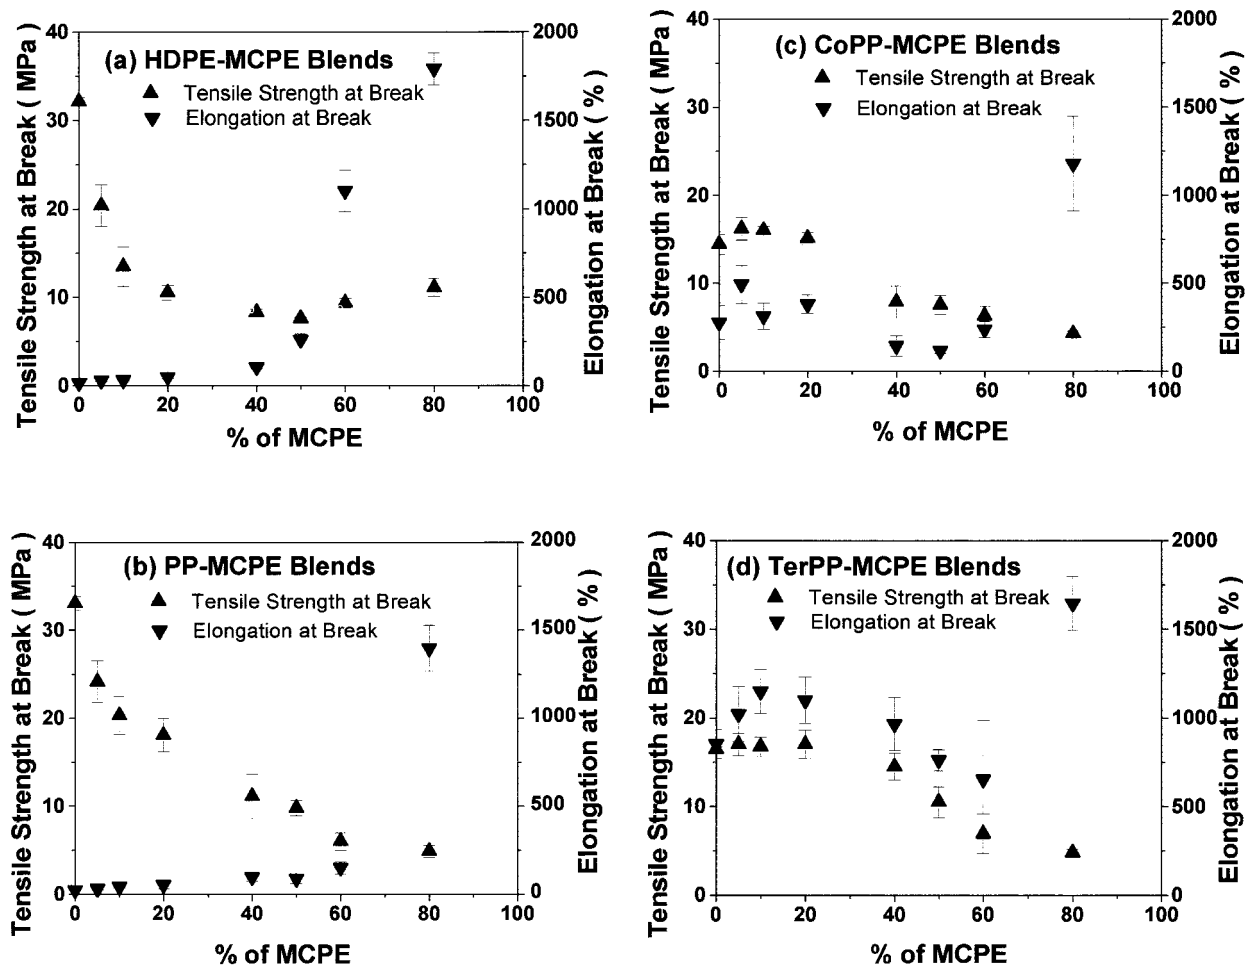 (a) HDPE-MCPE Blends
Tensile Strength at Break
Elongation at Break
Tensile Strength at Break ( MPa )
40
30
20
10
0
Elongation at Break ( % )
2000
1500
1000
500
0
0 20 40 60 80 100
% of MCPE
(c) CoPP-MCPE Blends
Tensile Strength at Break
Elongation at Break
Tensile Strength at Break ( MPa )
40
30
20
10
0
Elongation at Break ( % )
2000
1500
1000
500
0
0 20 40 60 80 100
% of MCPE
(b) PP-MCPE Blends
Tensile Strength at Break
Elongation at Break
Tensile Strength at Break ( MPa )
40
30
20
10
0
Elongation at Break ( % )
2000
1500
1000
500
0
0 20 40 60 80 100
% of MCPE
(d) TerPP-MCPE Blends
Tensile Strength at Break
Elongation at Break
Tensile Strength at Break ( MPa )
40
30
20
10
0
Elongation at Break ( % )
2000
1500
1000
500
0
0 20 40 60 80 100
% of MCPE